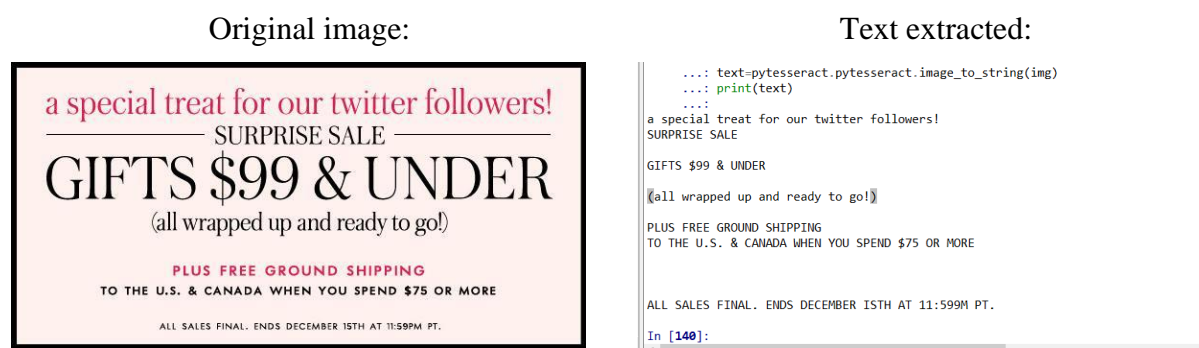 Original image:
Text extracted:
a special treat for our twitter followers!
SURPRISE SALE
GIFTS $99 & UNDER
(all wrapped up and ready to go!)
PLUS FREE GROUND SHIPPING
TO THE U.S. & CANADA WHEN YOU SPEND $75 OR MORE
ALL SALES FINAL. ENDS DECEMBER 15TH AT 11:59PM PT.
...: text=pytesseract.pytesseract.image_to_string(img)
...: print(text)
...:
a special treat for our twitter followers!
SURPRISE SALE
GIFTS $99 & UNDER
(all wrapped up and ready to go!)
PLUS FREE GROUND SHIPPING
TO THE U.S. & CANADA WHEN YOU SPEND $75 OR MORE
ALL SALES FINAL. ENDS DECEMBER ISTH AT 11:599M PT.
In [140]: